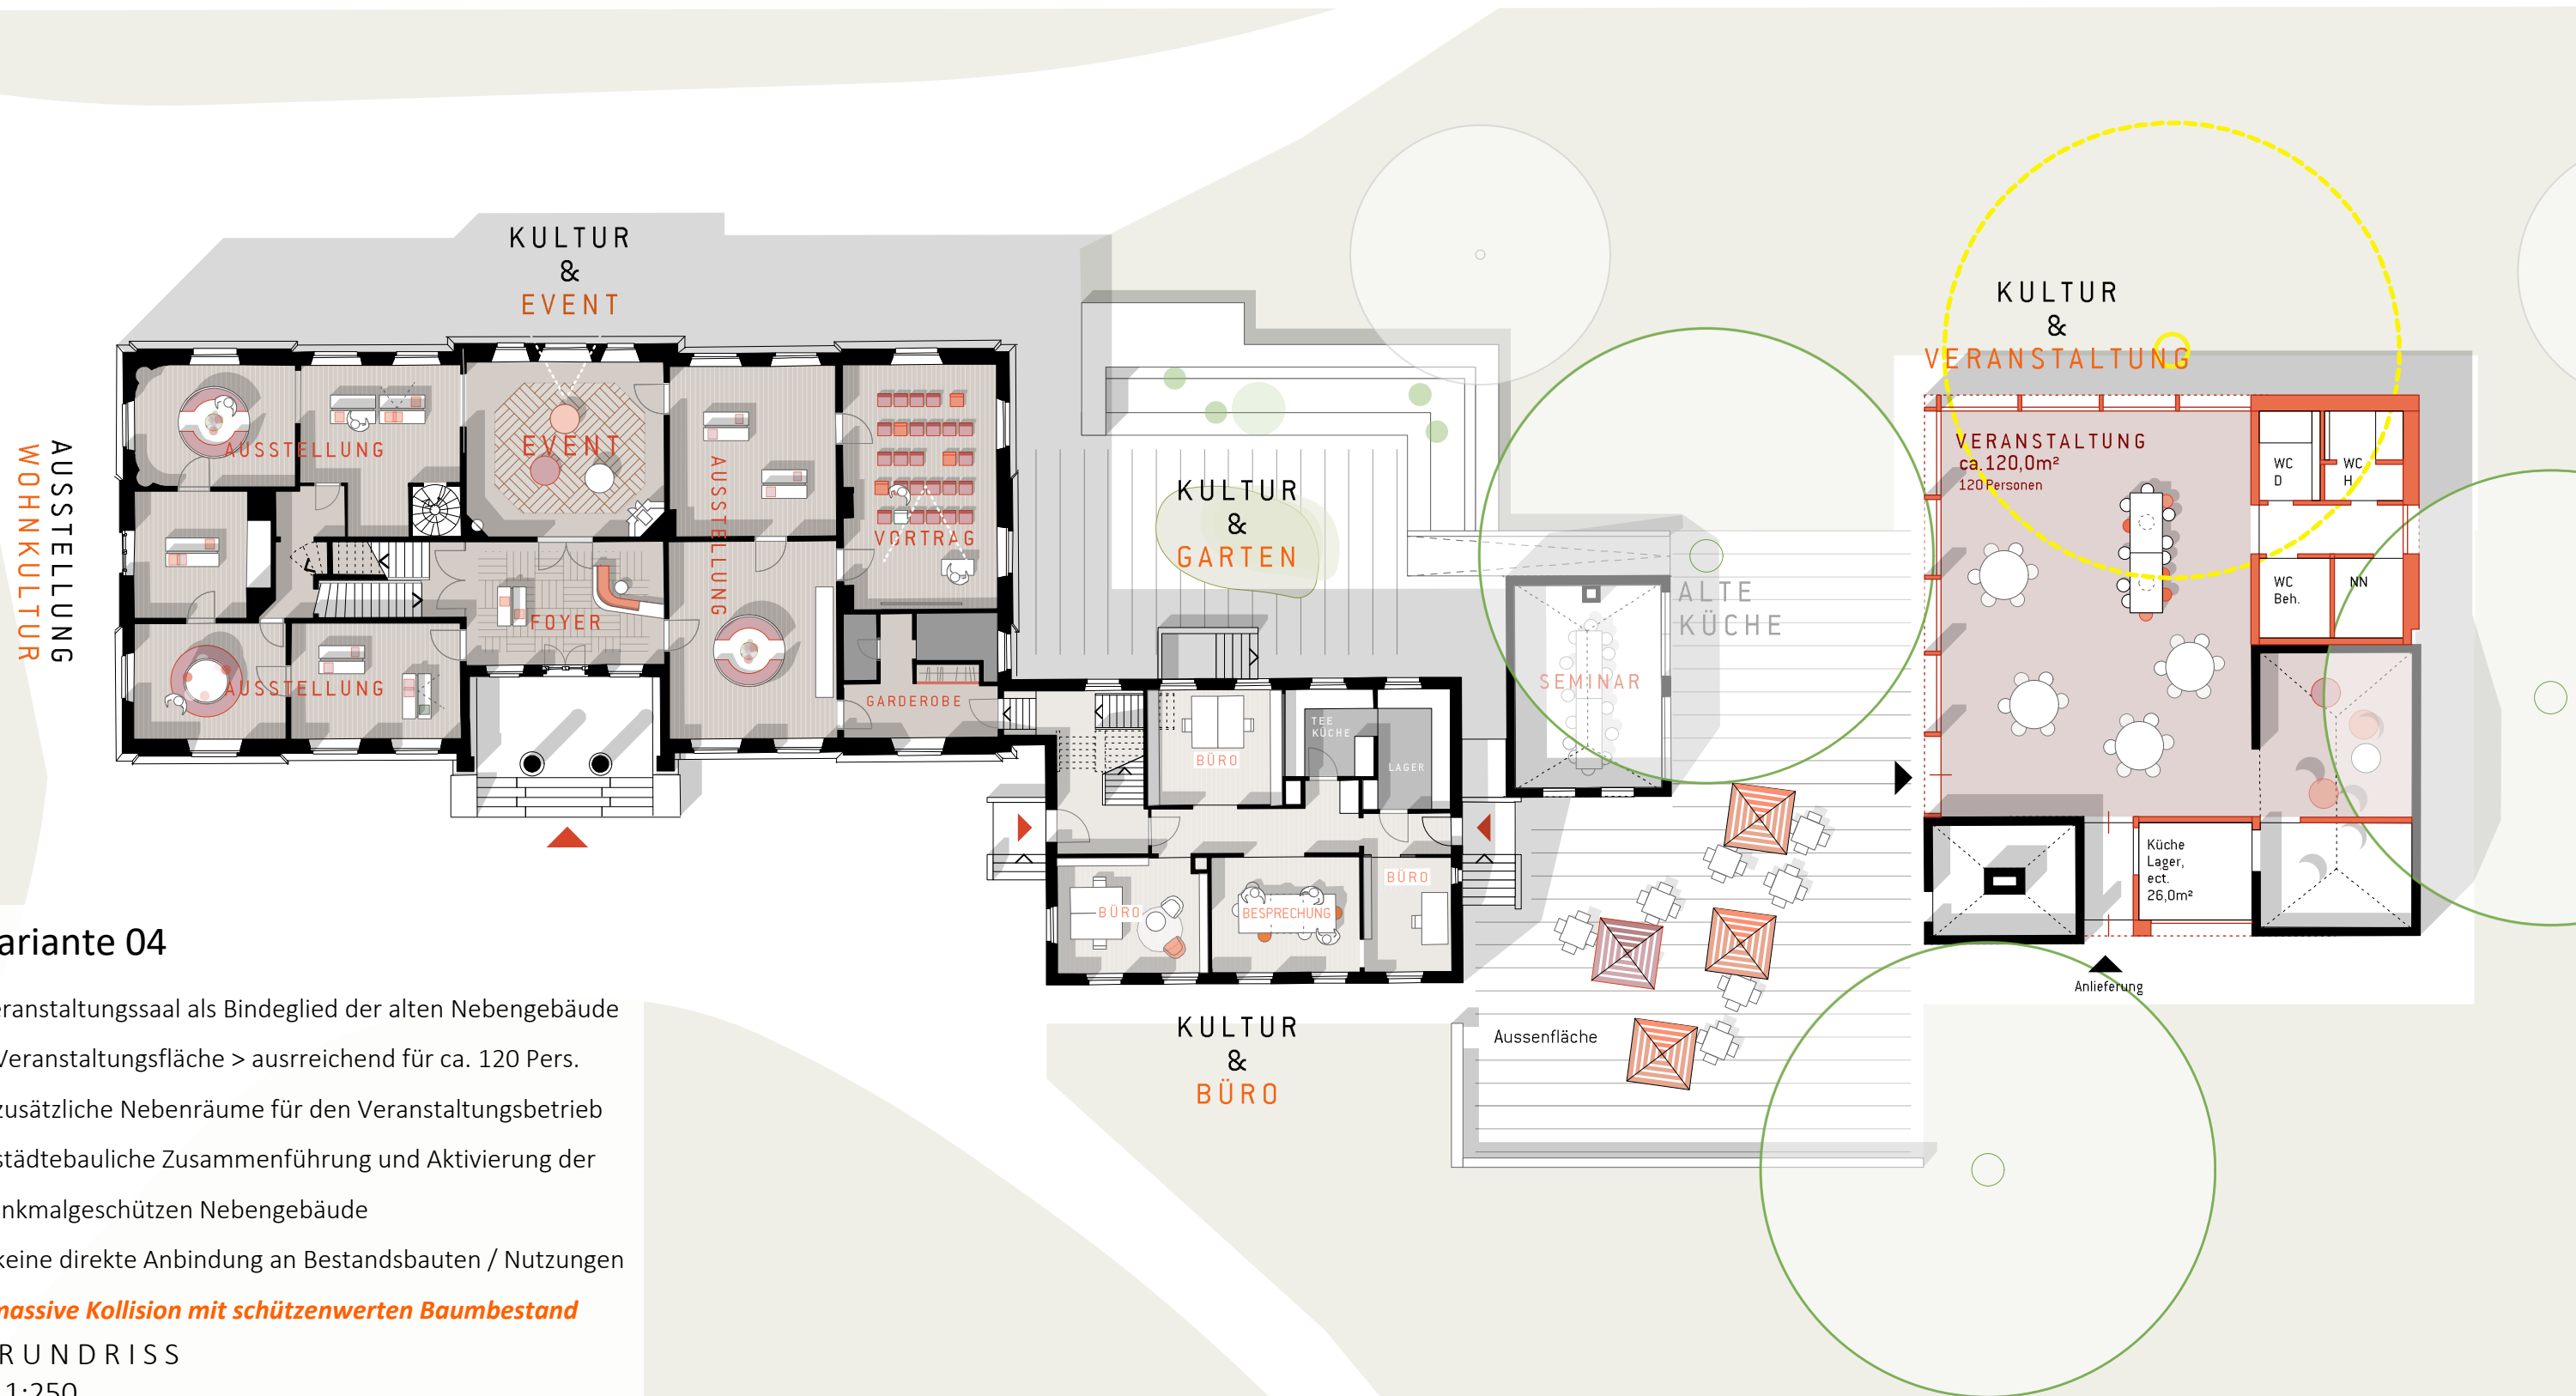 KULTUR
&
EVENT
KULTUR
&
VERANSTALTUNG
AUSSTELLUNG
WOHNKULTUR
AUSSTELLUNG
EVENT
AUSSTELLUNG
VORTRAG
FOYER
AUSSTELLUNG
GARDEROBE
KULTUR
&
GARTEN
ALTE
KÜCHE
SEMINAR
VERANSTALTUNG
ca.120,0m²
120 Personen
WC
D
WC
H
WC
Beh.
NN
BÜRO
TEE
KÜCHE
LAGER
BÜRO
BESPRECHUNG
BÜRO
Küche
Lager,
ect.
26,0m²
Anlieferung
Aussenfläche
KULTUR
&
BÜRO
ariante 04
eranstaltungssaal als Bindeglied der alten Nebengebäude
Veranstaltungsfläche > ausrreichend für ca. 120 Pers.
zusätzliche Nebenräume für den Veranstaltungsbetrieb
städtebauliche Zusammenführung und Aktivierung der
nkmalgeschützen Nebengebäude
keine direkte Anbindung an Bestandsbauten / Nutzungen
massive Kollision mit schützenwerten Baumbestand
RUNDRISS
1:250